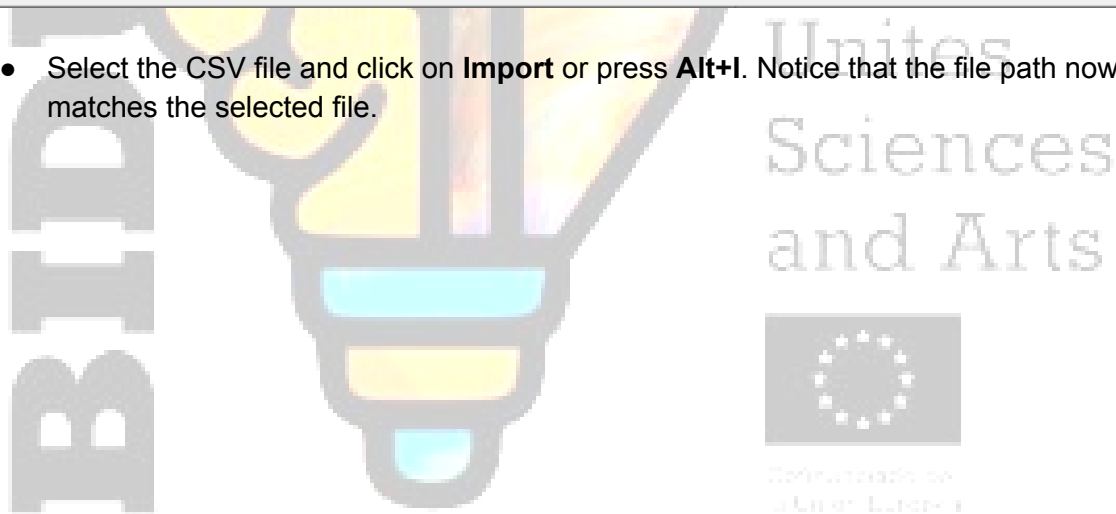 ● Select the CSV file and click on Import or press Alt+I. Notice that the file path now
matches the selected file.
Unites
Sciences
and Arts
BID